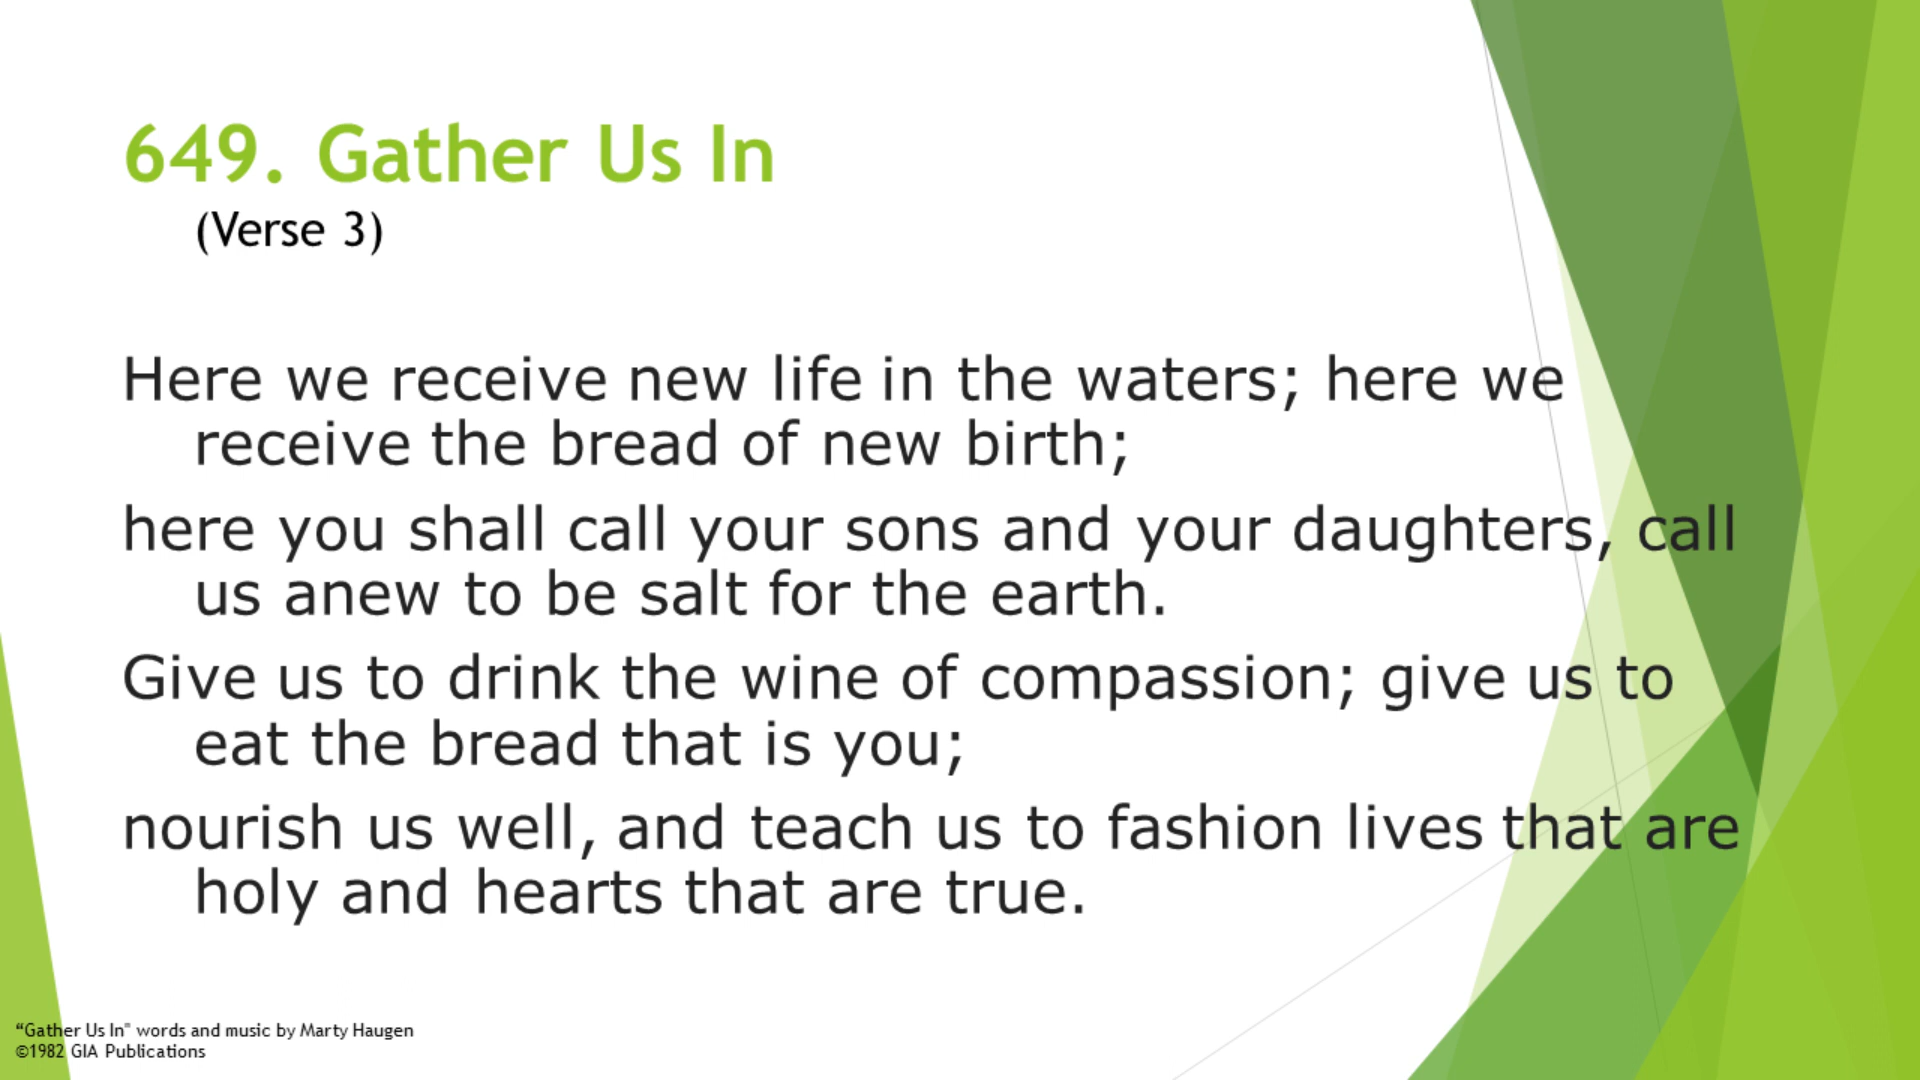 649. Gather Us In
(Verse 3)
Here we receive new life in the waters; here we
receive the bread of new birth;
here you shall call your sons and your daughters, call
us anew to be salt for the earth.
Give us to drink the wine of compassion; give us to
eat the bread that is you;
nourish us well, and teach us to fashion lives that are
holy and hearts that are true.
“Gather Us In" words and music by Marty Haugen
©1982 GIA Publications